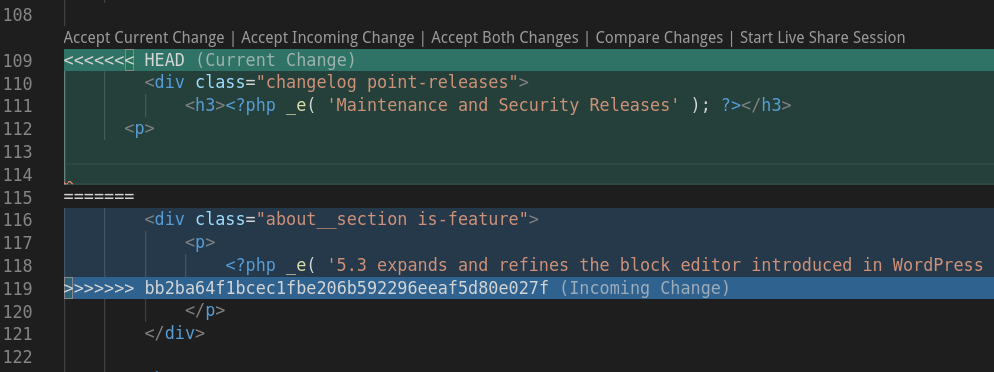 108
Accept Current Change | Accept Incoming Change | Accept Both Changes | Compare Changes | Start Live Share Session
109 <<<<<<< HEAD (Current Change)
110 <div class="changelog point-releases">
111 <h3><?php _e( 'Maintenance and Security Releases' ); ?></h3>
112 <p>
113
114
115 =======
116 <div class="about__section is-feature">
117 <p>
118 <?php _e( '5.3 expands and refines the block editor introduced in WordPress
119 >>>>>>> bb2ba64f1bcec1fbe206b592296eeaf5d80e027f (Incoming Change)
120 </p>
121 </div>
122